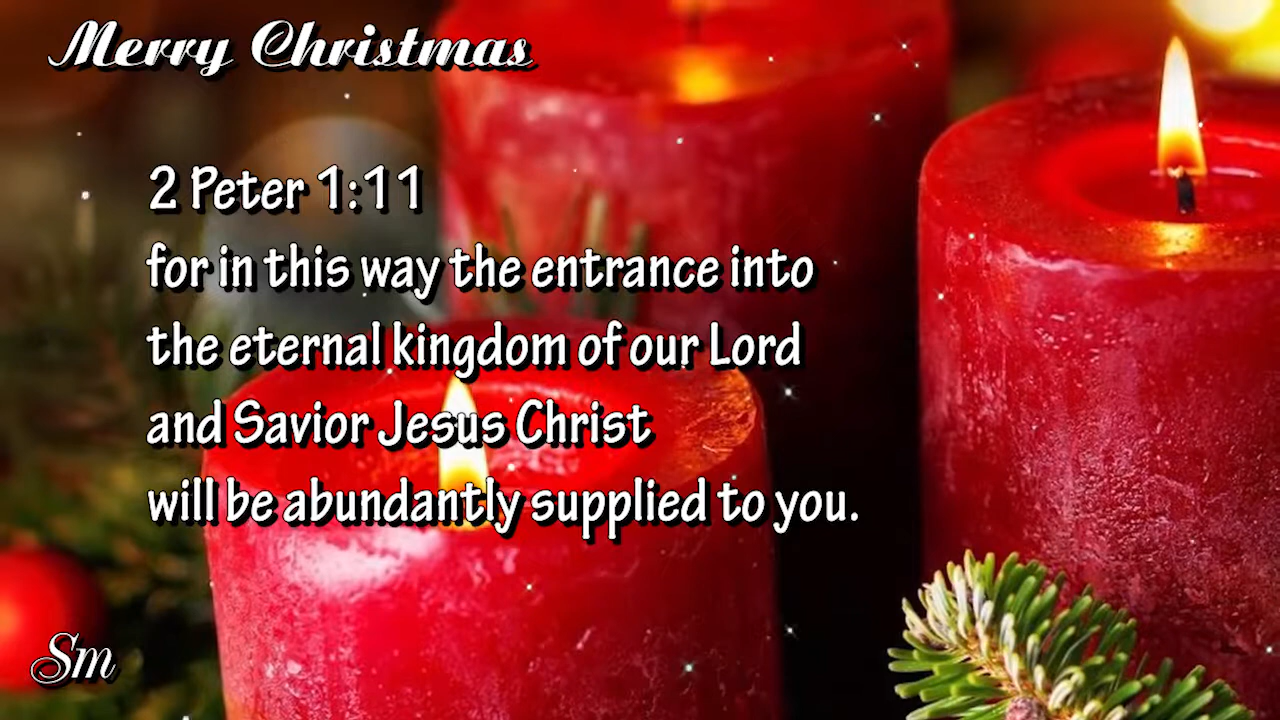 Merry Christmas
2 Peter 1:11
for in this way the entrance into
the eternal kingdom of our Lord
and Savior Jesus Christ
will be abundantly supplied to you.
Sm